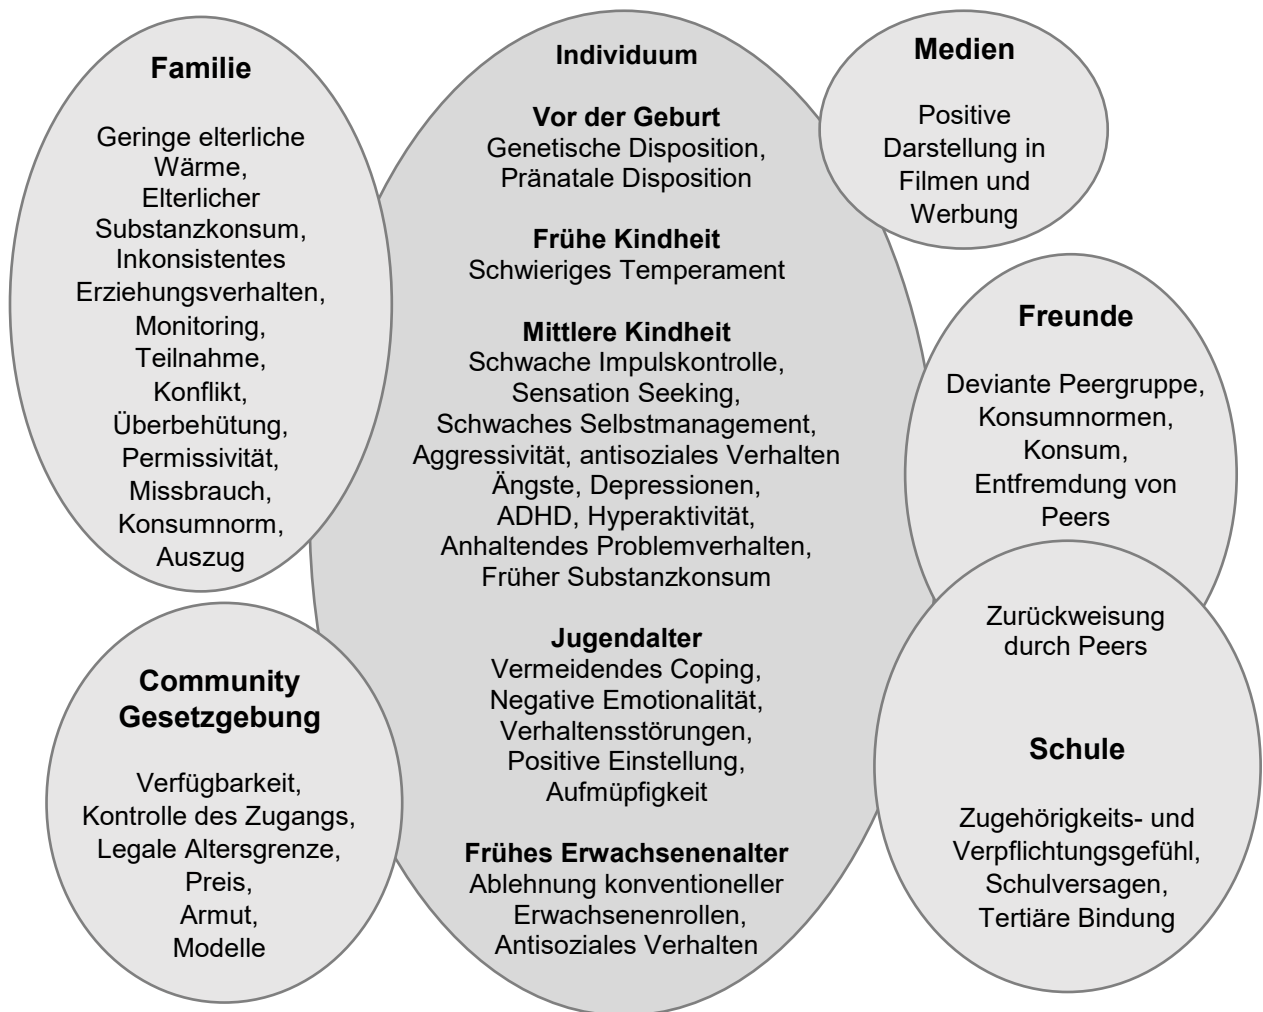 Familie
Geringe elterliche
Wärme,
Elterlicher
Substanzkonsum,
Inkonsistentes
Erziehungsverhalten,
Monitoring,
Teilnahme,
Konflikt,
Überbehütung,
Permissivität,
Missbrauch,
Konsumnorm,
Auszug
Community
Gesetzgebung
Verfügbarkeit,
Kontrolle des Zugangs,
Legale Altersgrenze,
Preis,
Armut,
Modelle
Individuum
Vor der Geburt
Genetische Disposition,
Pränatale Disposition
Frühe Kindheit
Schwieriges Temperament
Mittlere Kindheit
Schwache Impulskontrolle,
Sensation Seeking,
Schwaches Selbstmanagement,
Aggressivität, antisoziales Verhalten
Ängste, Depressionen,
ADHD, Hyperaktivität,
Anhaltendes Problemverhalten,
Früher Substanzkonsum
Jugendalter
Vermeidendes Coping,
Negative Emotionalität,
Verhaltensstörungen,
Positive Einstellung,
Aufmüpfigkeit
Frühes Erwachsenenalter
Ablehnung konventioneller
Erwachsenenrollen,
Antisoziales Verhalten
Medien
Positive
Darstellung in
Filmen und
Werbung
Freunde
Deviante Peergruppe,
Konsumnormen,
Konsum,
Entfremdung von
Peers
Zurückweisung
durch Peers
Schule
Zugehörigkeits- und
Verpflichtungsgefühl,
Schulversagen,
Tertiäre Bindung